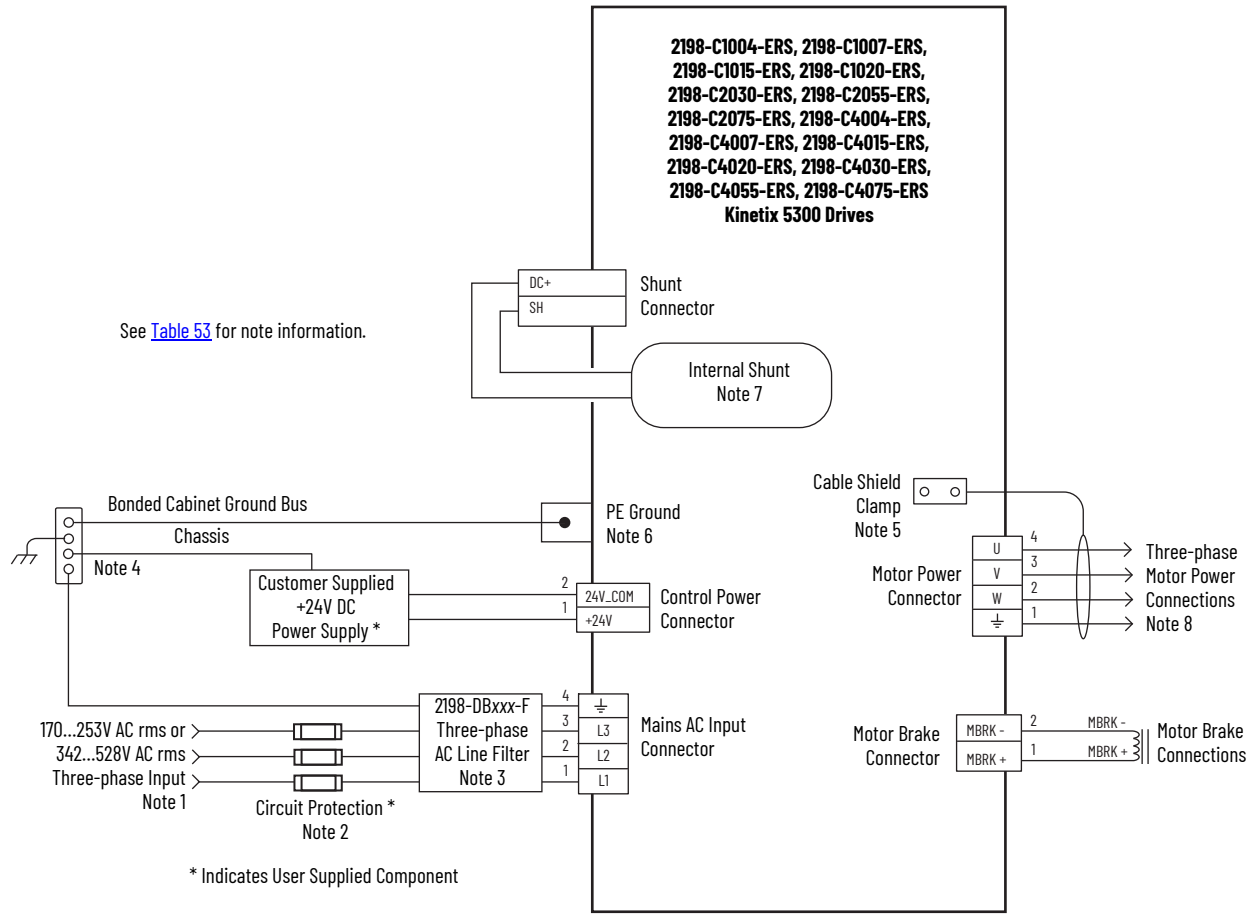 2198-C1004-ERS, 2198-C1007-ERS,
2198-C1015-ERS, 2198-C1020-ERS,
2198-C2030-ERS, 2198-C2055-ERS,
2198-C2075-ERS, 2198-C4004-ERS,
2198-C4007-ERS, 2198-C4015-ERS,
2198-C4020-ERS, 2198-C4030-ERS,
2198-C4055-ERS, 2198-C4075-ERS
Kinetix 5300 Drives
DC+
SH
Shunt
Connector
See Table 53 for note information.
Internal Shunt
Note 7
Bonded Cabinet Ground Bus
Chassis
Note 4
PE Ground
Note 6
Customer Supplied
+24V DC
Power Supply *
2
1
24V_COM
+24V
Control Power
Connector
Cable Shield
Clamp
Note 5
Motor Power
Connector
U
V
W
4
3
2
1
Three-phase
Motor Power
Connections
Note 8
170...253V AC rms or
342...528V AC rms
Three-phase Input
Note 1
Circuit Protection *
Note 2
2198-DBxxx-F
Three-phase
AC Line Filter
Note 3
4
3
2
1
L3
L2
L1
Mains AC Input
Connector
Motor Brake
Connector
MBRK -
MBRK +
2
1
MBRK -
MBRK +
Motor Brake
Connections
* Indicates User Supplied Component